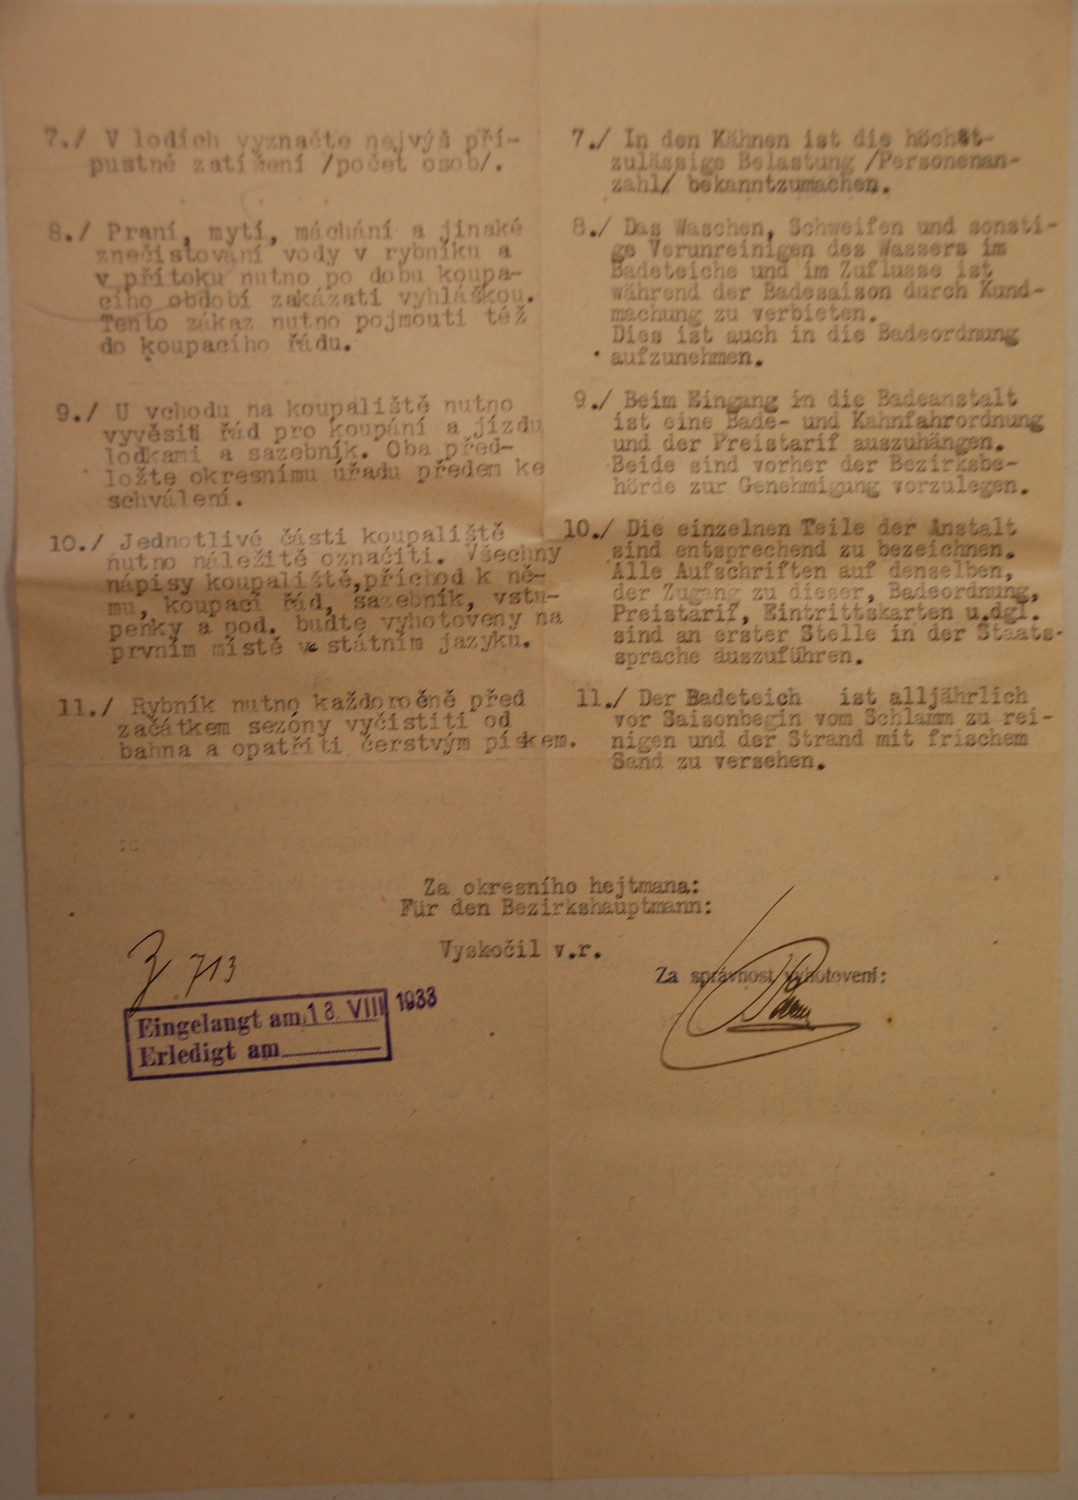 7./ V lodích vyznačte nejvýš pří-
pustné zatížení /počet osob/.
8./ Praní, mytí, máchání a jinaké
znečistování vody v rybníku a
v přítoku nutno po dobu koupa-
cího období zakázati vyhláškou.
Tento zákaz nutno pojmouti též
do koupacího řádu.
9./ U vchodu na koupaliště nutno
vyvěsiti řád pro koupání a jízdu
loďkami a sazebník. Oba před-
ložte okresnímu úřadu předem ke
schválení.
10./ Jednotlivé části koupaliště
nutno náležitě označiti. Všechny
nápisy koupaliště,příchod k ně-
mu, koupací řád, sazebník, vstu-
penky a pod. buďte vyhotoveny na
prvním místě v státním jazyku.
11./ Rybník nutno každoročně před
začátkem sezóny vyčistiti od
bahna a opatřiti čerstvým pískem.
7./ In den Kähnen ist die höchst-
zulässige Belastung /Personenan-
zahl/ bekanntzumachen.
8./ Das Waschen, Schweifen und sonsti-
ge Verunreinigen des Wassers im
Badeteiche und im Zuflusse ist
während der Badesaison durch Kund-
machung zu verbieten.
Dies ist auch in die Badeordnung
aufzunehmen.
9./ Beim Eingang in die Badeanstalt
ist eine Bade- und Kahnfahrordnung
und der Preistarif auszuhängen.
Beide sind vorher der Bezirksbe-
hörde zur Genehmigung vorzulegen.
10./ Die einzelnen Teile der Anstalt
sind entsprechend zu bezeichnen.
Alle Aufschriften auf denselben,
der Zugang zu dieser, Badeordnung,
Preistarif, Eintrittskarten u.dgl.
sind an erster Stelle in der Staats-
sprache auszuführen.
11./ Der Badeteich ist alljährlich
vor Saisonbegin vom Schlamm zu rei-
nigen und der Strand mit frischem
Sand zu versehen.
Za okresního hejtmana:
Für den Bezirkshauptmann:
Vyskočil v.r.
Za správnost vyhotovení:
Z 713
Eingelangt am 18. VIII 1933
Erledigt am